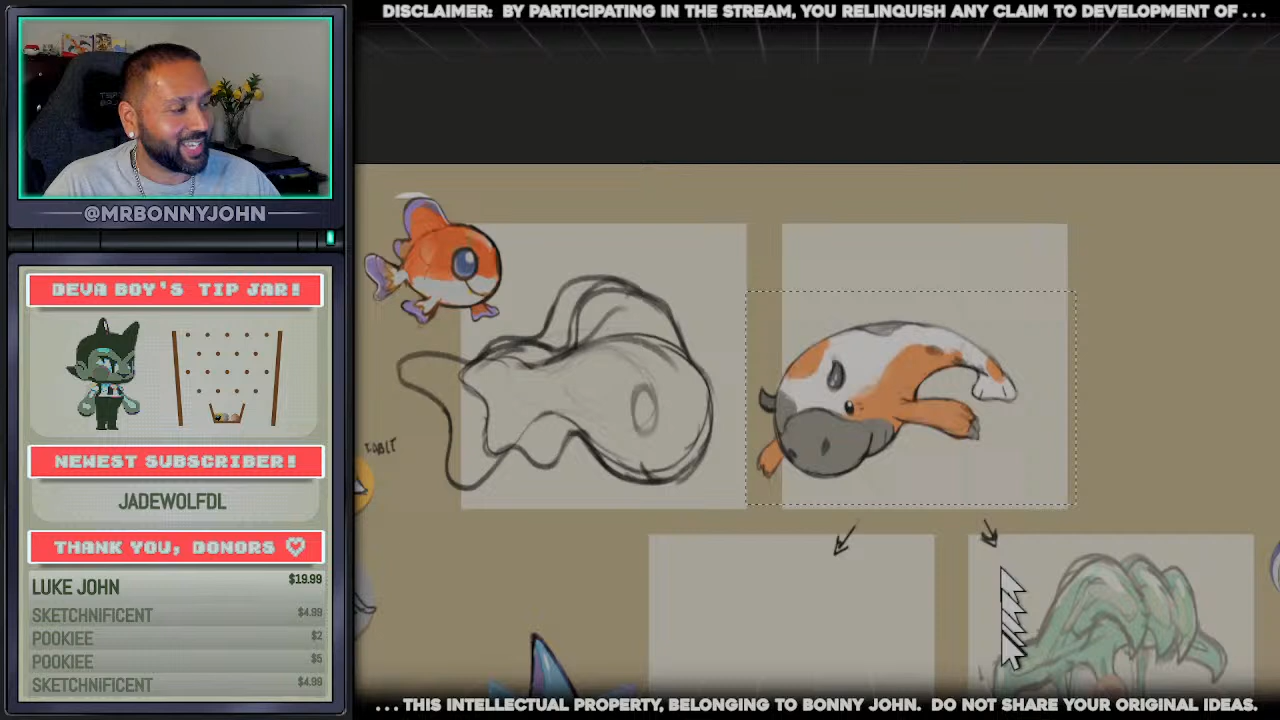 DISCLAIMER: BY PARTICIPATING IN THE STREAM, YOU RELINQUISH ANY CLAIM TO DEVELOPMENT OF . . .
@MRBONNYJOHN
DEVA BOY'S TIP JAR!
NEWEST SUBSCRIBER!
JADEWOLFDL
THANK YOU, DONORS ♡
LUKE JOHN $19.99
SKETCHNIFICENT $4.99
POOKIEE $2
POOKIEE $5
SKETCHNIFICENT $4.99
. . . THIS INTELLECTUAL PROPERTY, BELONGING TO BONNY JOHN. DO NOT SHARE YOUR ORIGINAL IDEAS.